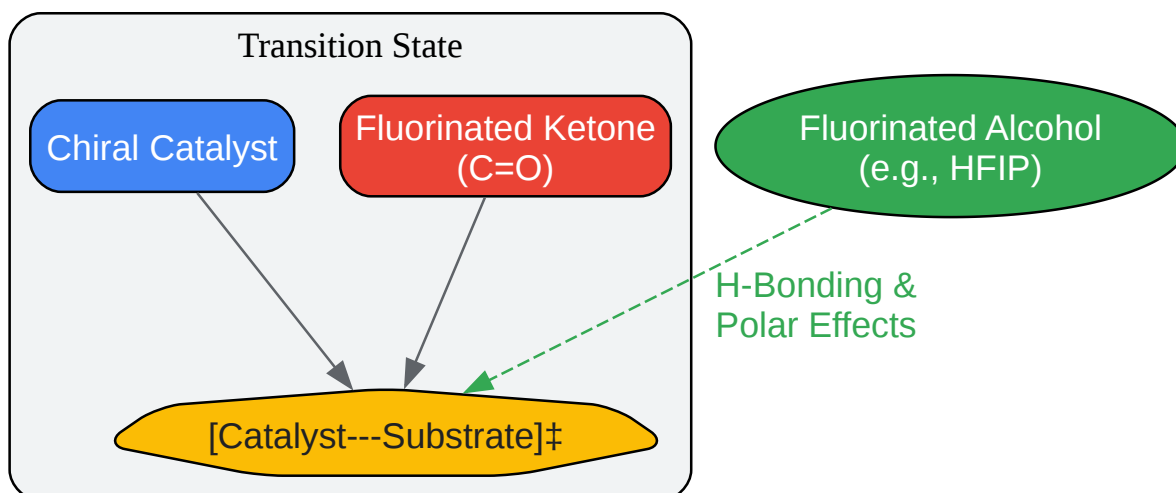 Transition State
Chiral Catalyst
Fluorinated Ketone
(C=O)
Fluorinated Alcohol
(e.g., HFIP)
H-Bonding &
Polar Effects
[Catalyst---Substrate]‡